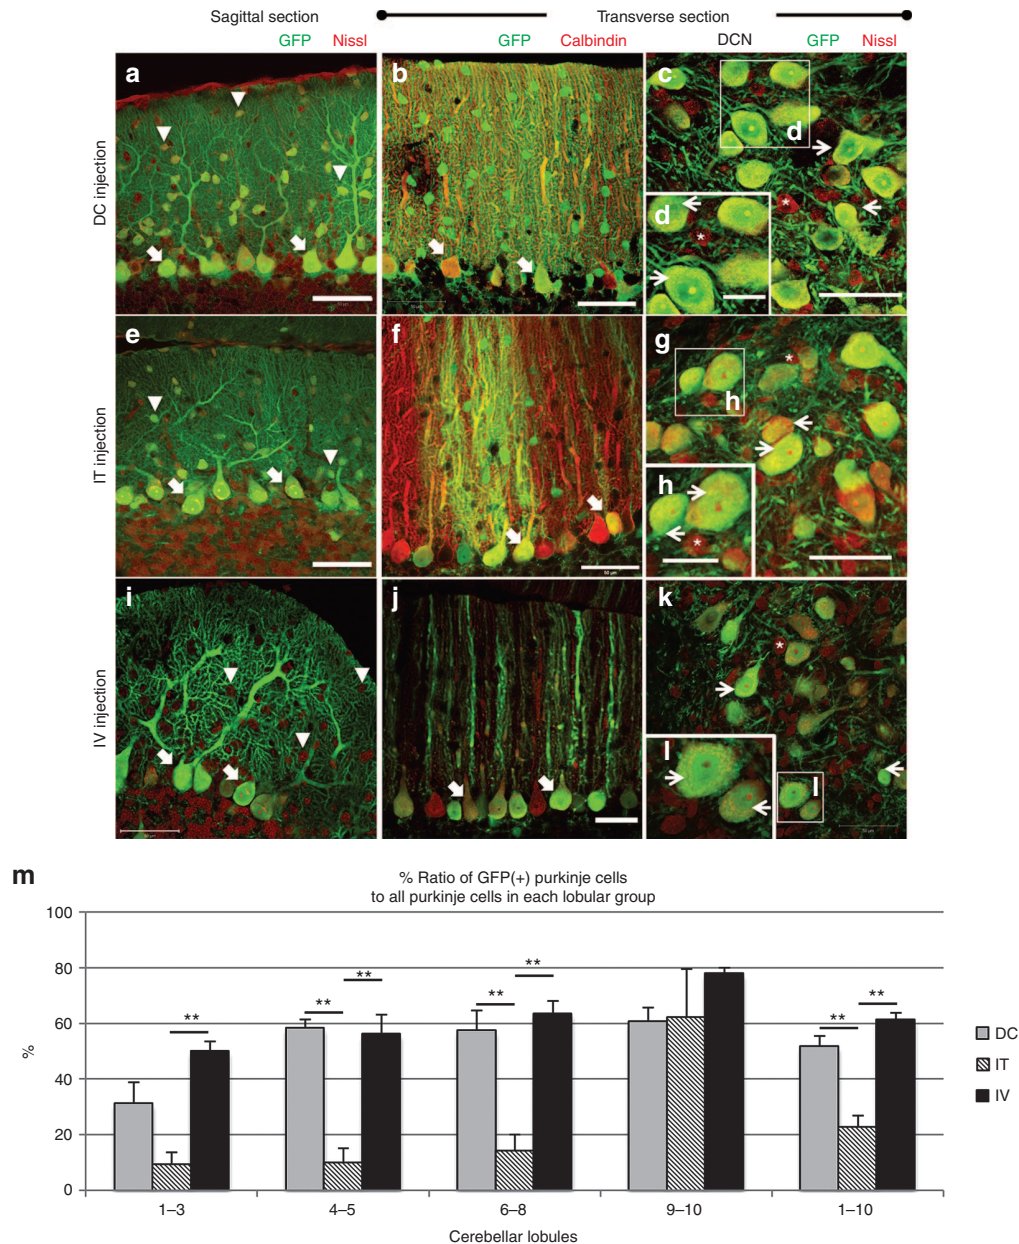 Sagittal section
Transverse section
GFP Nissl
GFP Calbindin
DCN GFP Nissl
DC injection
a
b
c
d
d
*
*
IT injection
e
f
g
h
h
*
*
IV injection
i
j
k
l
l
*
m
% Ratio of GFP(+) purkinje cells
to all purkinje cells in each lobular group
%
100
80
60
40
20
0
**
**
**
**
**
**
**
1–3
4–5
6–8
9–10
1–10
Cerebellar lobules
DC
IT
IV